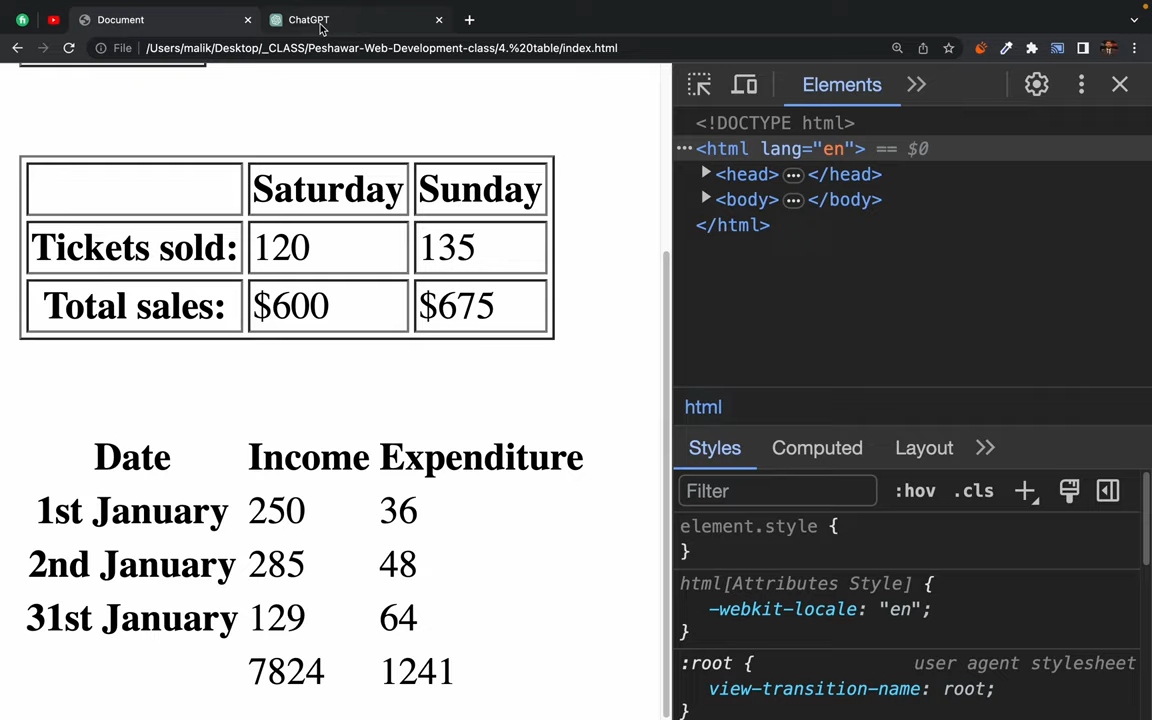 Document
ChatGPT
File /Users/malik/Desktop/_CLASS/Peshawar-Web-Development-class/4.%20table/index.html
Saturday Sunday
Tickets sold: 120 135
Total sales: $600 $675
Date Income Expenditure
1st January 250 36
2nd January 285 48
31st January 129 64
7824 1241
Elements
<!DOCTYPE html>
<html lang="en"> == $0
<head> </head>
<body> </body>
</html>
html
Styles Computed Layout
Filter :hov .cls
element.style {
}
html[Attributes Style] {
-webkit-locale: "en";
}
:root { user agent stylesheet
view-transition-name: root;
}